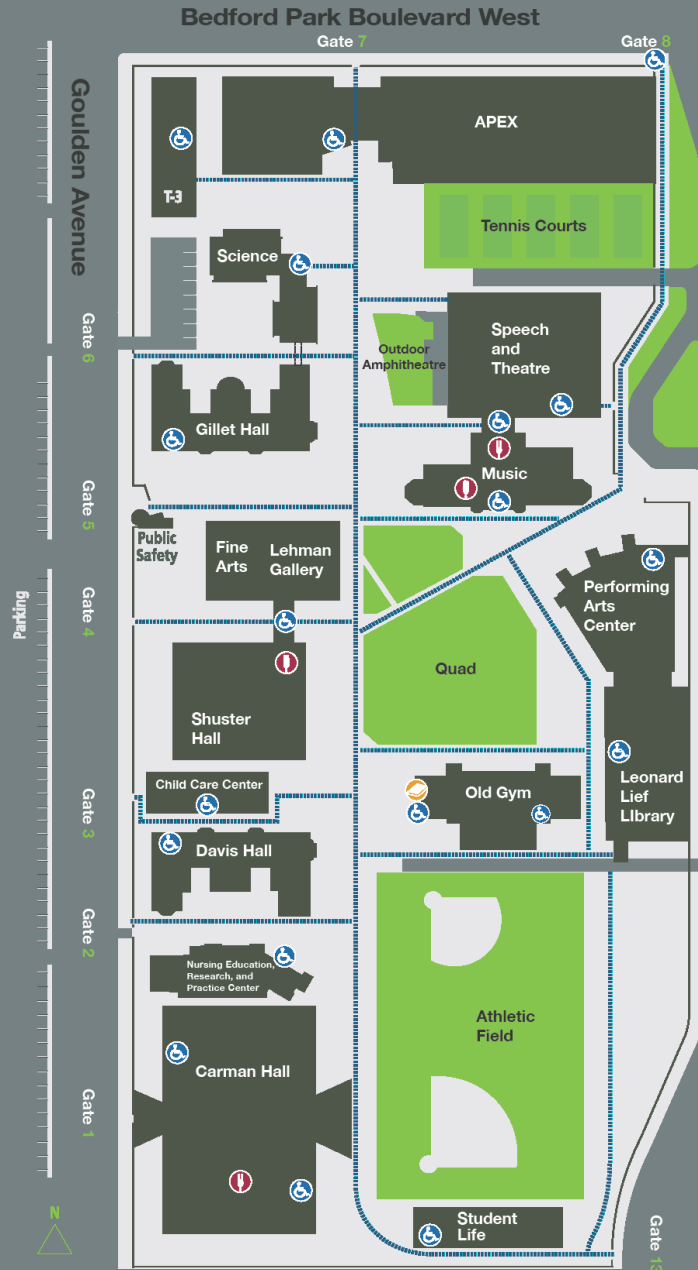 Bedford Park Boulevard West
Gate 7
Gate 8
Goulden Avenue
APEX
T-3
Tennis Courts
Science
Gate 6
Speech
and
Theatre
Outdoor
Amphitheatre
Gillet Hall
Music
Gate 5
Public
Safety
Fine
Arts
Lehman
Gallery
Performing
Arts
Center
Parking
Gate 4
Quad
Shuster
Hall
Child Care Center
Old Gym
Leonard
Lief
LIbrary
Gate 3
Davis Hall
Gate 2
Nursing Education,
Research, and
Practice Center
Athletic
Field
Carman Hall
Gate 1
N
Student
Life
Gate 13